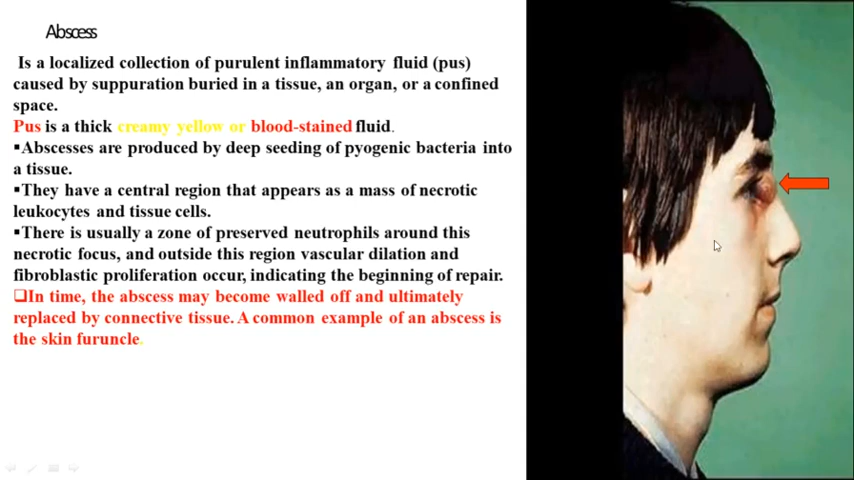 Abscess
Is a localized collection of purulent inflammatory fluid (pus)
caused by suppuration buried in a tissue, an organ, or a confined
space.
Pus is a thick creamy yellow or blood-stained fluid.
▪Abscesses are produced by deep seeding of pyogenic bacteria into
a tissue.
▪They have a central region that appears as a mass of necrotic
leukocytes and tissue cells.
▪There is usually a zone of preserved neutrophils around this
necrotic focus, and outside this region vascular dilation and
fibroblastic proliferation occur, indicating the beginning of repair.
❑In time, the abscess may become walled off and ultimately
replaced by connective tissue. A common example of an abscess is
the skin furuncle.